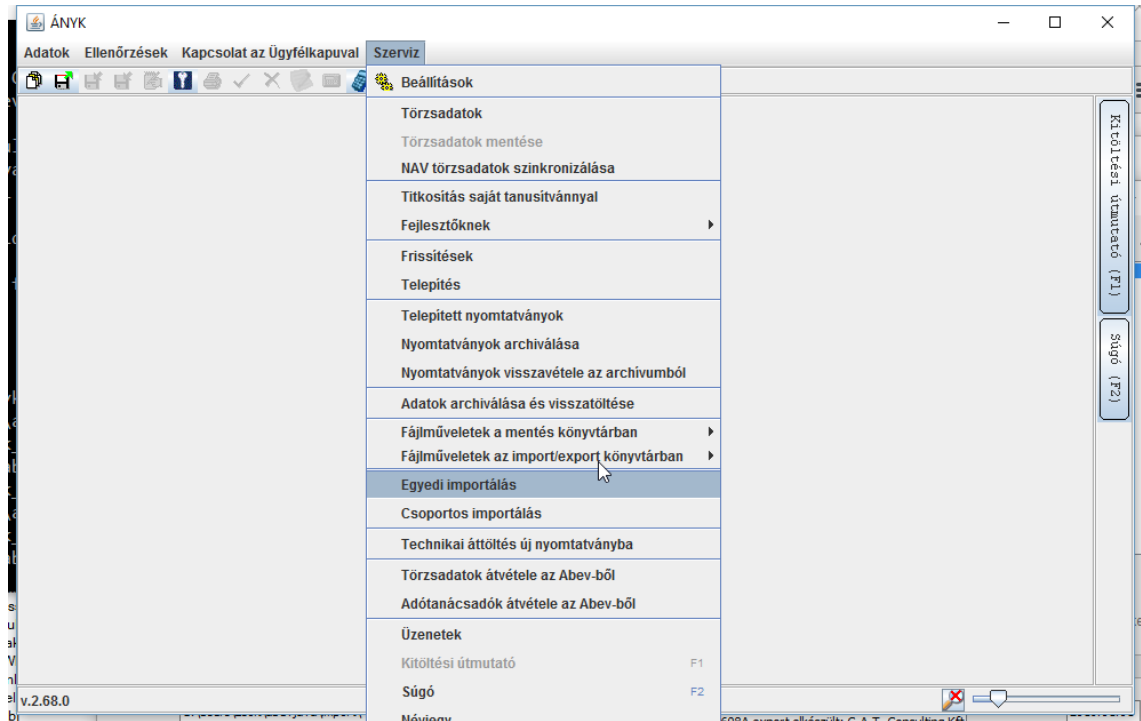 ÁNYK
Adatok Ellenőrzések Kapcsolat az Ügyfélkapuval Szerviz
Beállítások
Törzsadatok
Törzsadatok mentése
NAV törzsadatok szinkronizálása
Titkosítás saját tanusítvánnyal
Fejlesztőknek
Frissítések
Telepítés
Telepített nyomtatványok
Nyomtatványok archiválása
Nyomtatványok visszavétele az archívumból
Adatok archiválása és visszatöltése
Fájlműveletek a mentés könyvtárban
Fájlműveletek az import/export könyvtárban
Egyedi importálás
Csoportos importálás
Technikai áttöltés új nyomtatványba
Törzsadatok átvétele az Abev-ből
Adótanácsadók átvétele az Abev-ből
Üzenetek
Kitöltési útmutató F1
Súgó F2
Névjegy
Kitöltési útmutató (F1)
Súgó (F2)
v.2.68.0